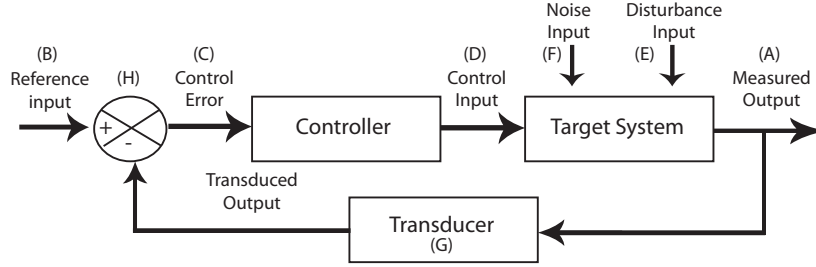 (B)
Reference
input
(H)
+
-
(C)
Control
Error
Controller
(D)
Control
Input
Noise
Input
(F)
Disturbance
Input
(E)
Target System
(A)
Measured
Output
Transduced
Output
Transducer
(G)